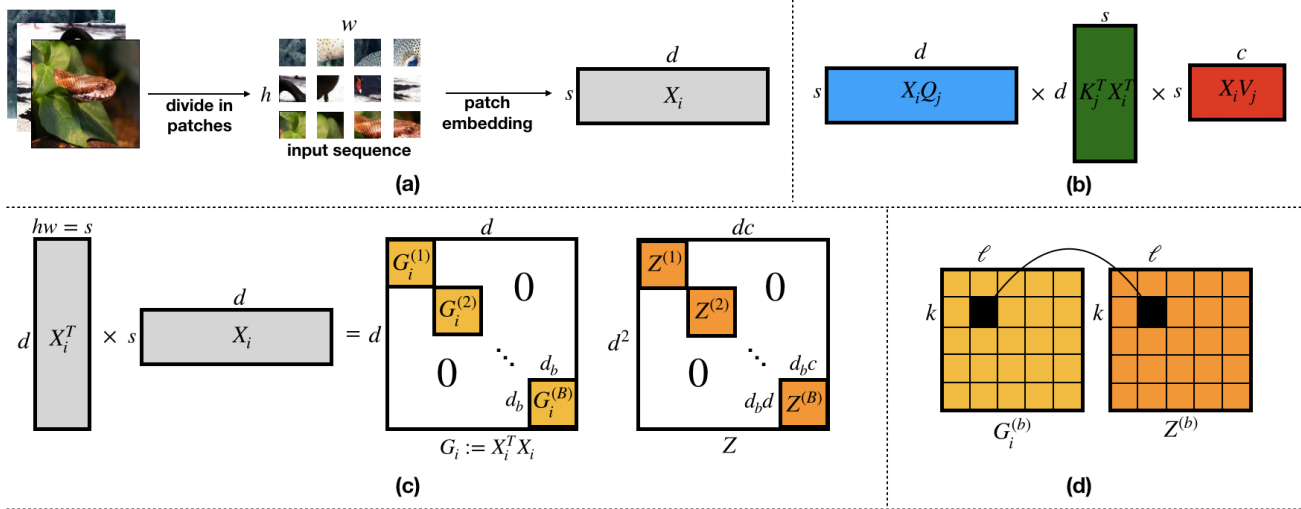 w
h
divide in
patches
input sequence
patch
embedding
d
s
X_i
(a)
d
s
X_iQ_j
×
s
d
K_j^T X_i^T
×
c
s
X_iV_j
(b)
hw = s
d
X_i^T
×
d
s
X_i
=
d
d
G_i^{(1)}
0
G_i^{(2)}
⋱
0
d_b
d_b
G_i^{(B)}
G_i := X_i^T X_i
dc
d^2
Z^{(1)}
0
Z^{(2)}
⋱
0
d_bc
d_bd
Z^{(B)}
Z
(c)
ℓ
k
G_i^{(b)}
ℓ
k
Z^{(b)}
(d)